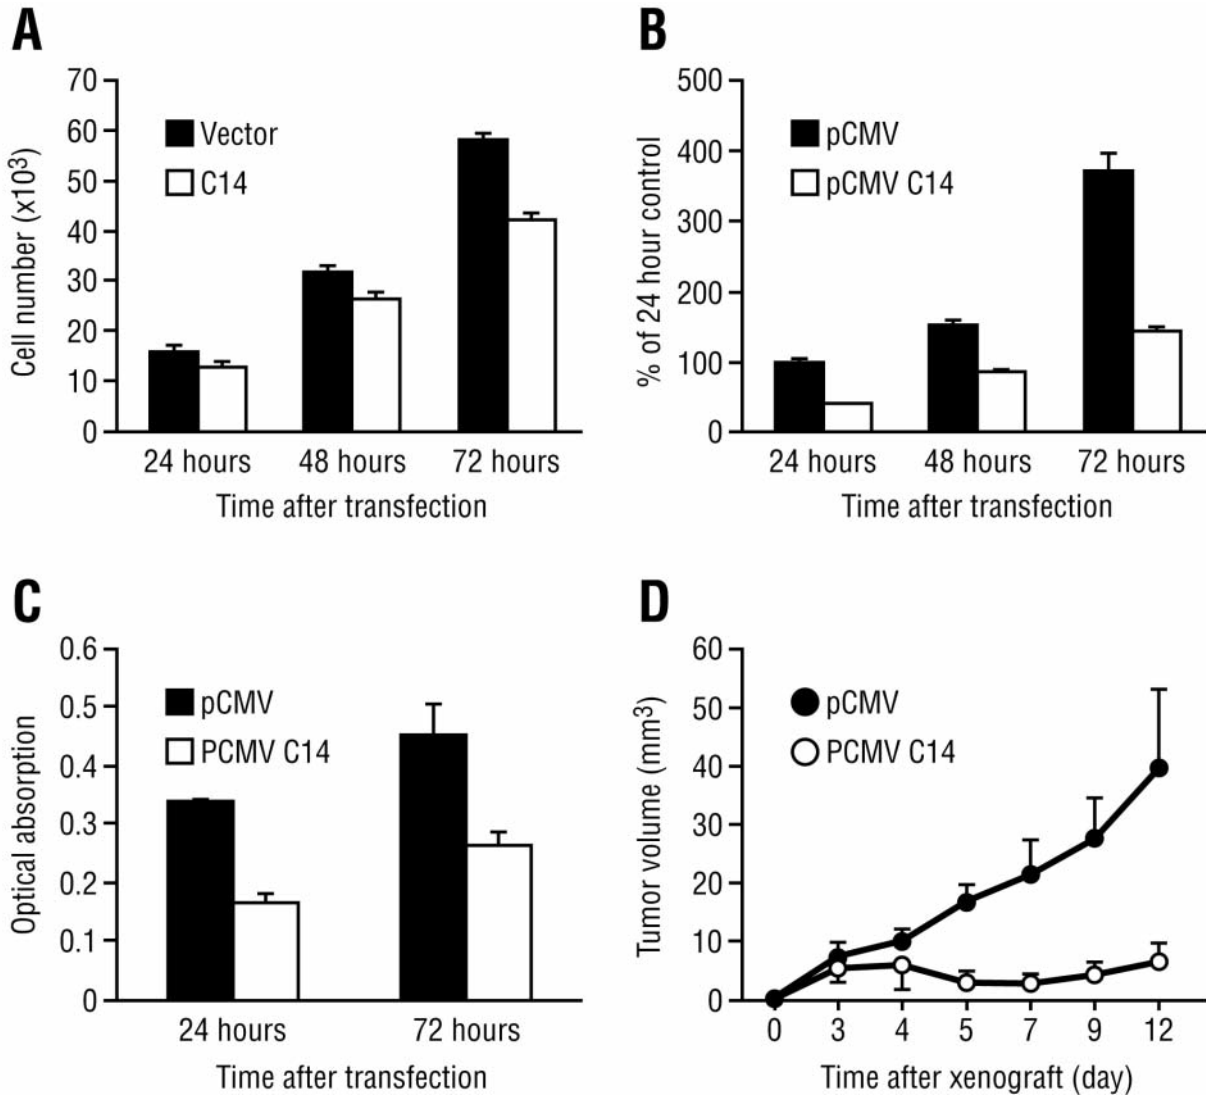 A
Cell number (x10³)
70
60
50
40
30
20
10
0
Vector
C14
24 hours 48 hours 72 hours
Time after transfection
B
% of 24 hour control
500
400
300
200
100
0
pCMV
pCMV C14
24 hours 48 hours 72 hours
Time after transfection
C
Optical absorption
0.6
0.5
0.4
0.3
0.2
0.1
0
pCMV
PCMV C14
24 hours 72 hours
Time after transfection
D
Tumor volume (mm³)
60
50
40
30
20
10
0
pCMV
PCMV C14
0 3 4 5 7 9 12
Time after xenograft (day)